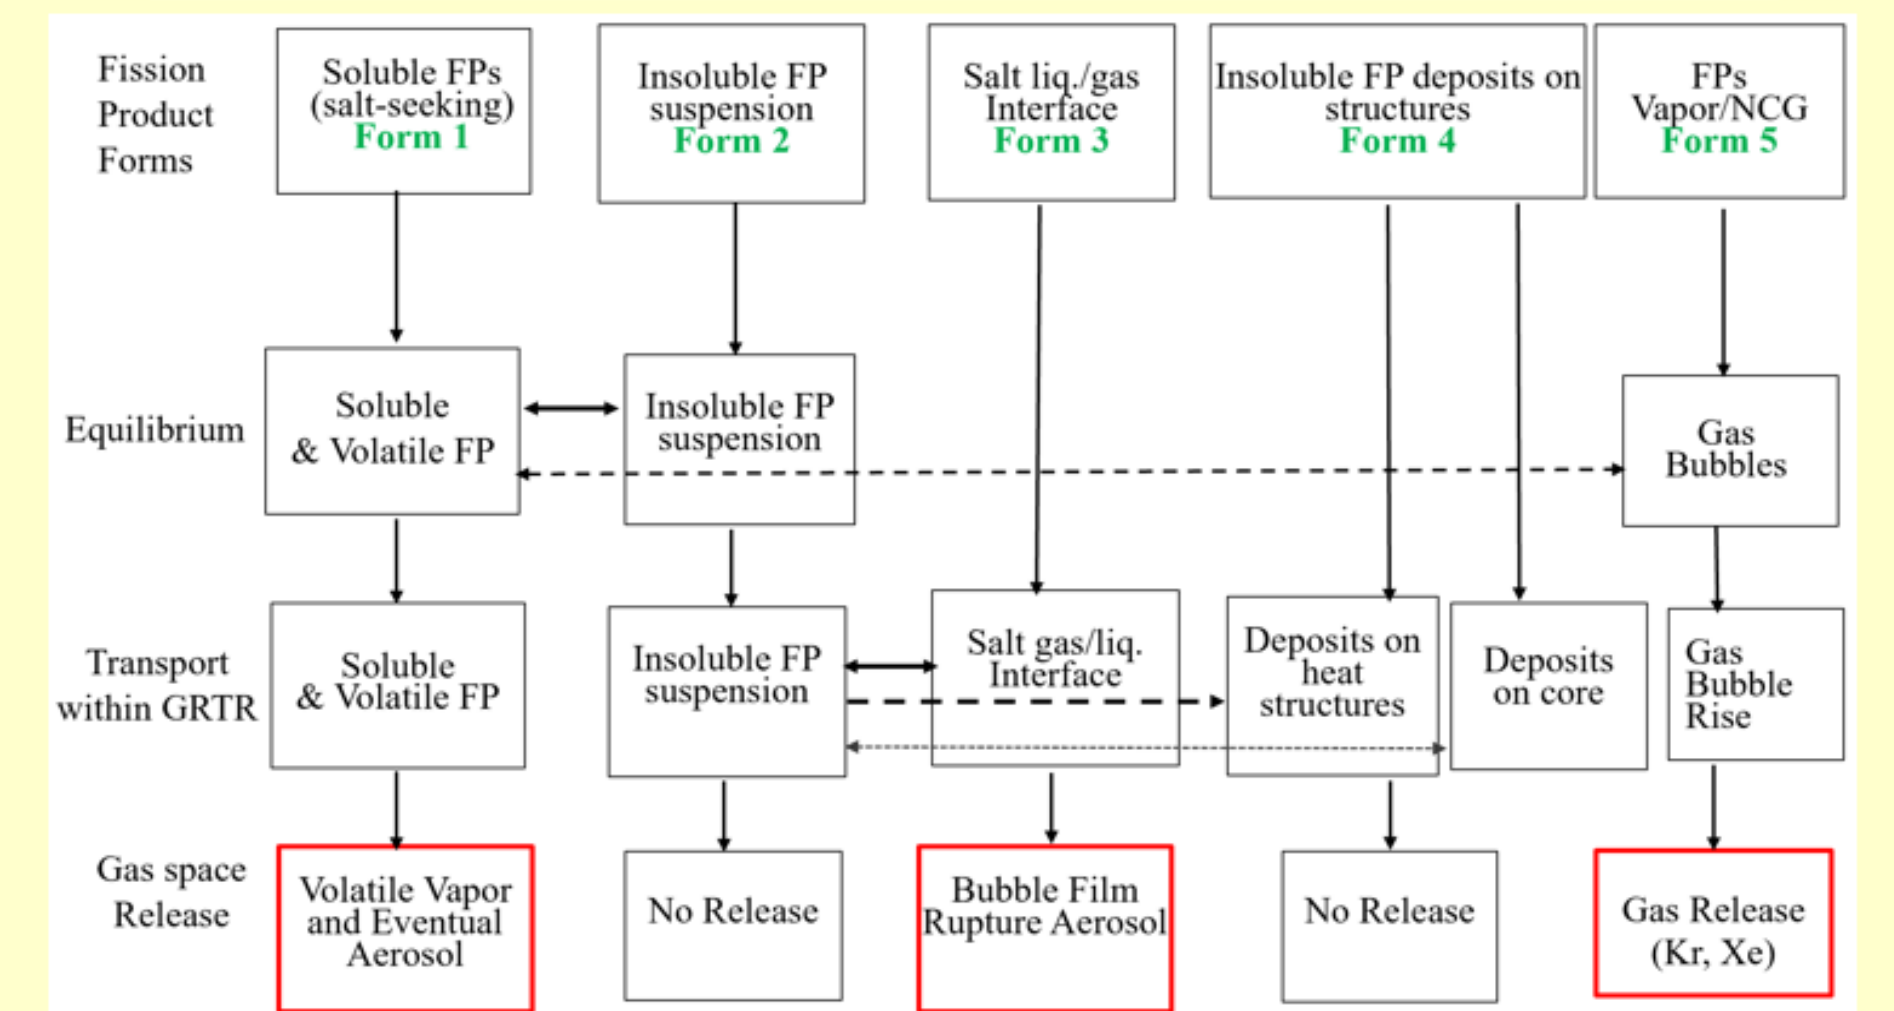 Fission
Product
Forms
Soluble FPs
(salt-seeking)
Form 1
Insoluble FP
suspension
Form 2
Salt liq./gas
Interface
Form 3
Insoluble FP deposits on
structures
Form 4
FPs
Vapor/NCG
Form 5
Equilibrium
Soluble
& Volatile FP
Insoluble FP
suspension
Gas
Bubbles
Transport
within GRTR
Soluble
& Volatile FP
Insoluble FP
suspension
Salt gas/liq.
Interface
Deposits on
heat
structures
Deposits
on core
Gas
Bubble
Rise
Gas space
Release
Volatile Vapor
and Eventual
Aerosol
No Release
Bubble Film
Rupture Aerosol
No Release
Gas Release
(Kr, Xe)